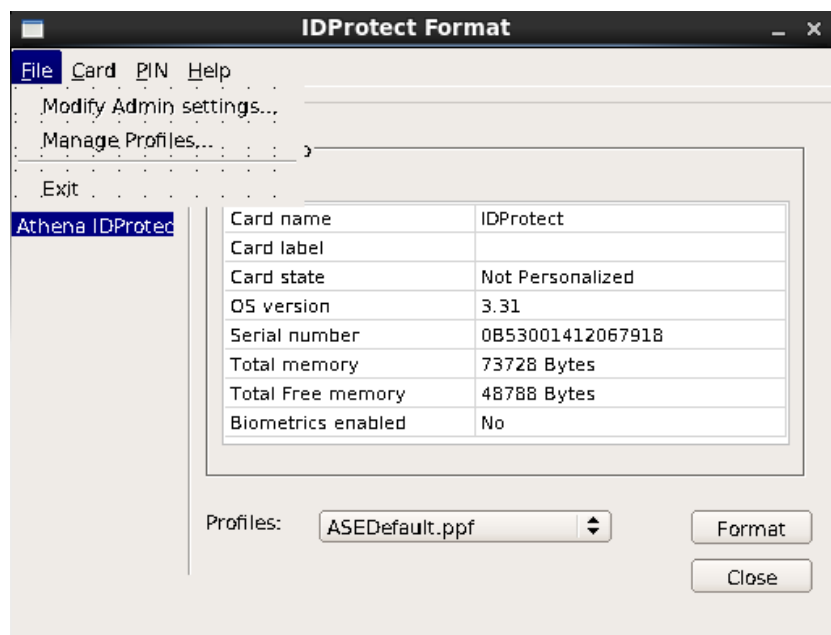 IDProtect Format
File Card PIN Help
Modify Admin settings...
Manage Profiles...
Exit
Athena IDProtec
Card name IDProtect
Card label
Card state Not Personalized
OS version 3.31
Serial number 0B53001412067918
Total memory 73728 Bytes
Total Free memory 48788 Bytes
Biometrics enabled No
Profiles: ASEDefault.ppf Format
Close